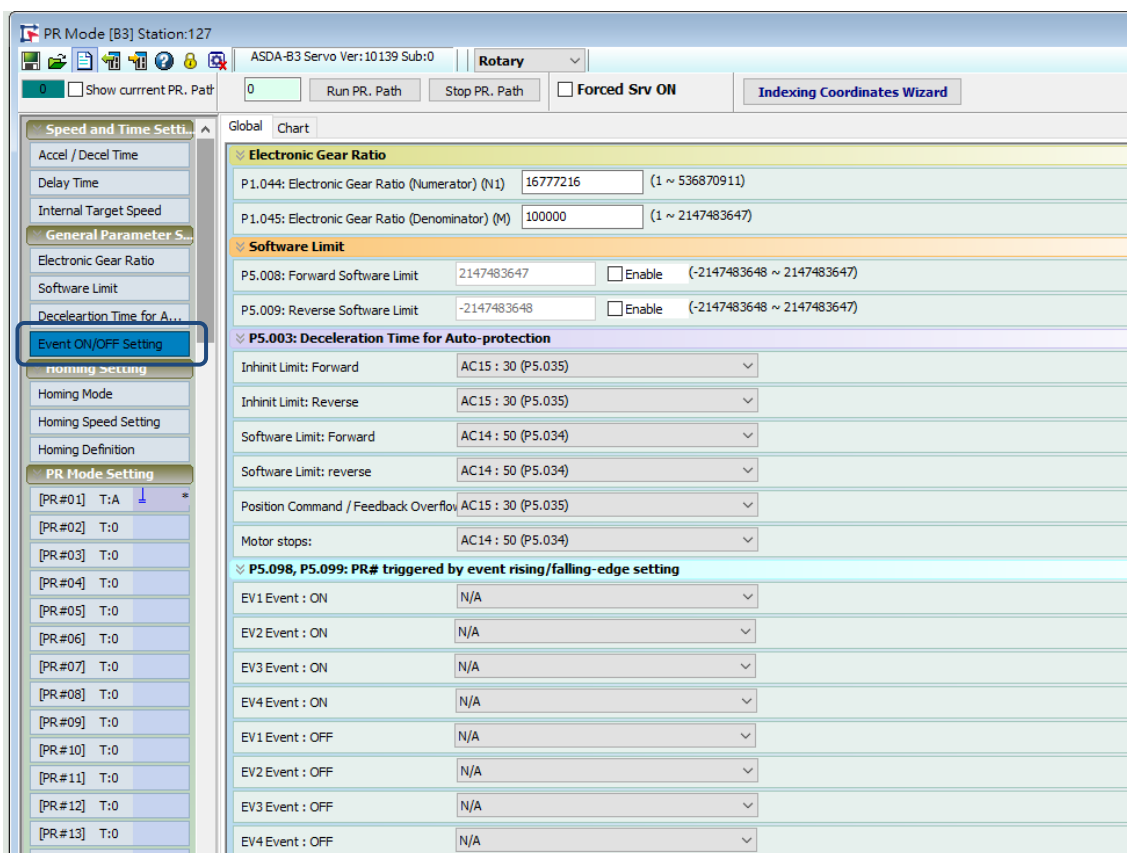 PR Mode [B3] Station:127
ASDA-B3 Servo Ver:10139 Sub:0
Rotary
0
Show currrent PR. Path
0
Run PR. Path
Stop PR. Path
Forced Srv ON
Indexing Coordinates Wizard
Speed and Time Setti...
Accel / Decel Time
Delay Time
Internal Target Speed
General Parameter S...
Electronic Gear Ratio
Software Limit
Deceleartion Time for A...
Event ON/OFF Setting
Homing Setting
Homing Mode
Homing Speed Setting
Homing Definition
PR Mode Setting
[PR#01] T:A *
[PR#02] T:0
[PR#03] T:0
[PR#04] T:0
[PR#05] T:0
[PR#06] T:0
[PR#07] T:0
[PR#08] T:0
[PR#09] T:0
[PR#10] T:0
[PR#11] T:0
[PR#12] T:0
[PR#13] T:0
Global Chart
Electronic Gear Ratio
P1.044: Electronic Gear Ratio (Numerator) (N1) 16777216 (1 ~ 536870911)
P1.045: Electronic Gear Ratio (Denominator) (M) 100000 (1 ~ 2147483647)
Software Limit
P5.008: Forward Software Limit 2147483647 Enable (-2147483648 ~ 2147483647)
P5.009: Reverse Software Limit -2147483648 Enable (-2147483648 ~ 2147483647)
P5.003: Deceleration Time for Auto-protection
Inhinit Limit: Forward AC15 : 30 (P5.035)
Inhinit Limit: Reverse AC15 : 30 (P5.035)
Software Limit: Forward AC14 : 50 (P5.034)
Software Limit: reverse AC14 : 50 (P5.034)
Position Command / Feedback Overflow AC15 : 30 (P5.035)
Motor stops: AC14 : 50 (P5.034)
P5.098, P5.099: PR# triggered by event rising/falling-edge setting
EV1 Event : ON N/A
EV2 Event : ON N/A
EV3 Event : ON N/A
EV4 Event : ON N/A
EV1 Event : OFF N/A
EV2 Event : OFF N/A
EV3 Event : OFF N/A
EV4 Event : OFF N/A